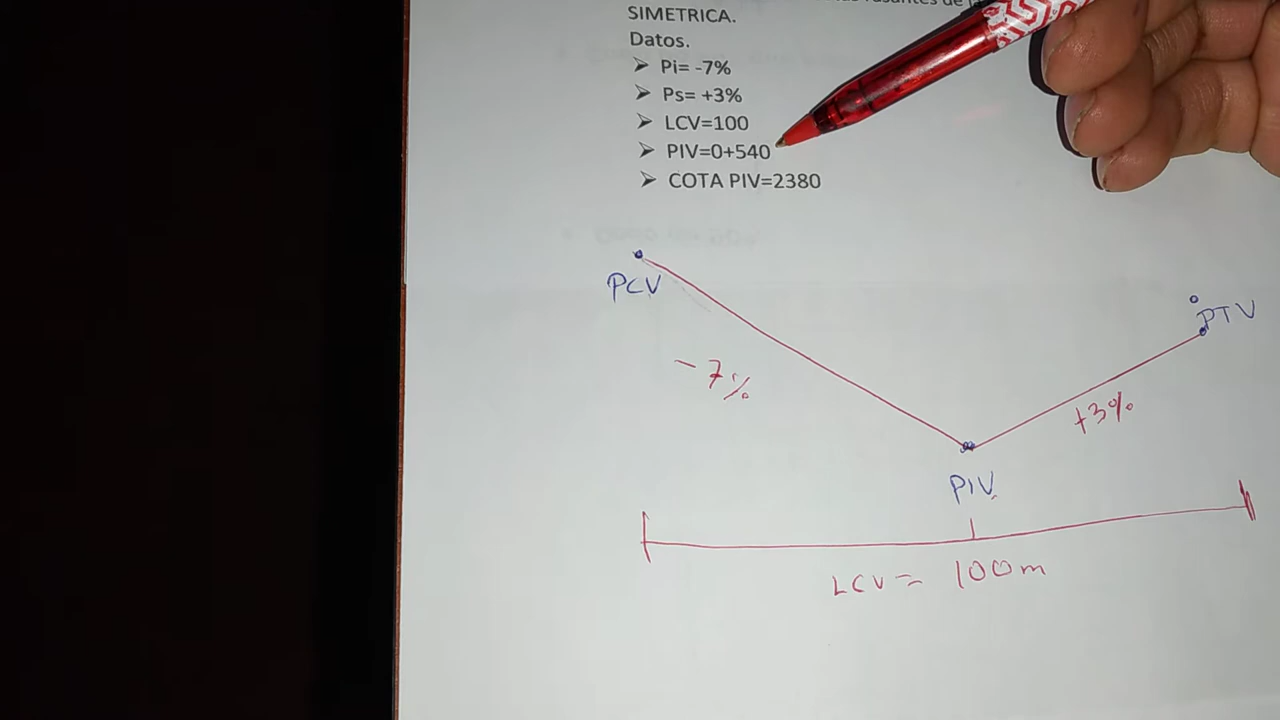 SIMETRICA.
Datos.
➢ Pi= -7%
➢ Ps= +3%
➢ LCV=100
➢ PIV=0+540
➢ COTA PIV=2380
PCV
PTV
-7%
+3%
PIV
LCV = 100m